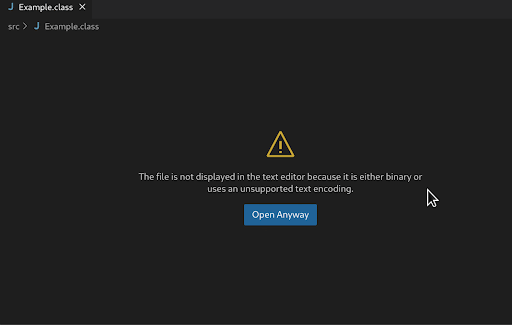 Example.class
src > Example.class
The file is not displayed in the text editor because it is either binary or
uses an unsupported text encoding.
Open Anyway